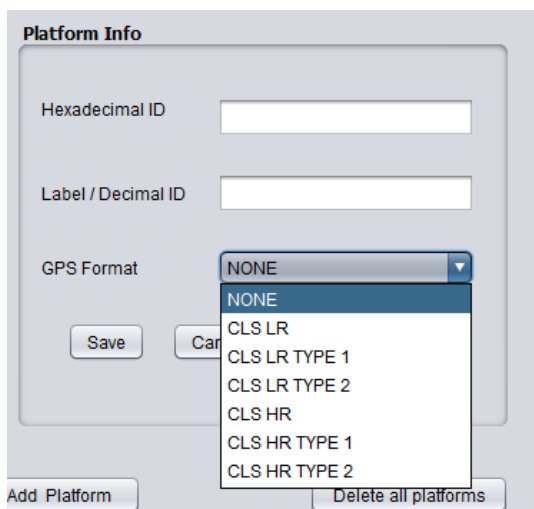 Platform Info
Hexadecimal ID
Label / Decimal ID
GPS Format
NONE
NONE
CLS LR
CLS LR TYPE 1
CLS LR TYPE 2
CLS HR
CLS HR TYPE 1
CLS HR TYPE 2
Save
Car
Add Platform
Delete all platforms